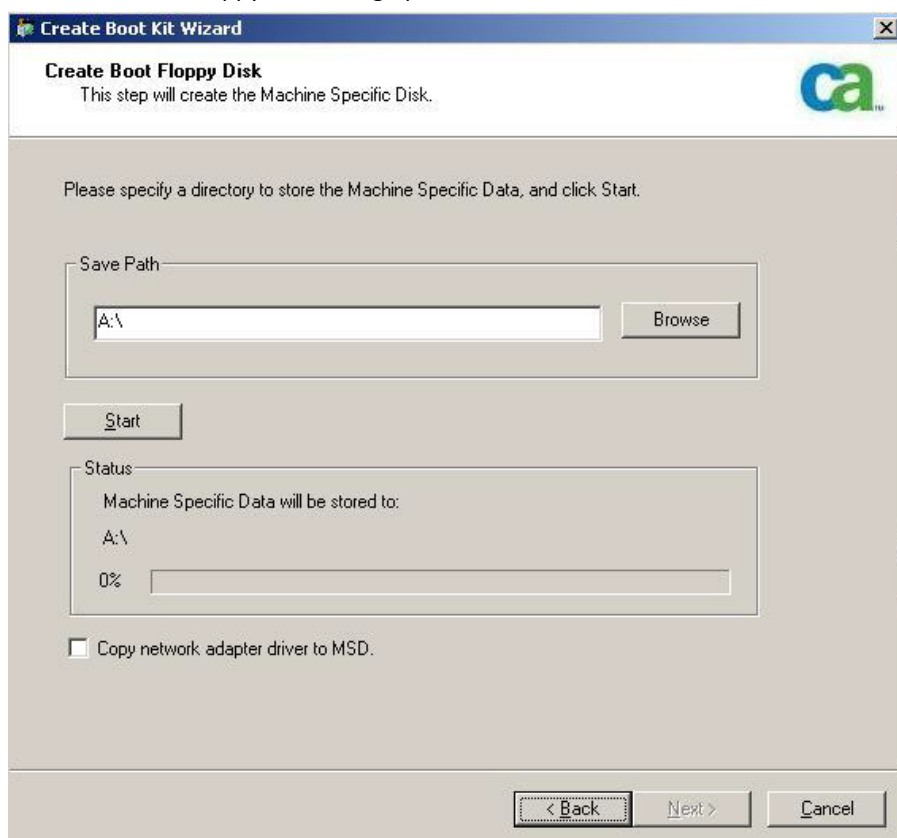 Create Boot Kit Wizard
Create Boot Floppy Disk
This step will create the Machine Specific Disk.
ca
Please specify a directory to store the Machine Specific Data, and click Start.
Save Path
A:\
Browse
Start
Status
Machine Specific Data will be stored to:
A:\
0%
Copy network adapter driver to MSD.
< Back Next > Cancel